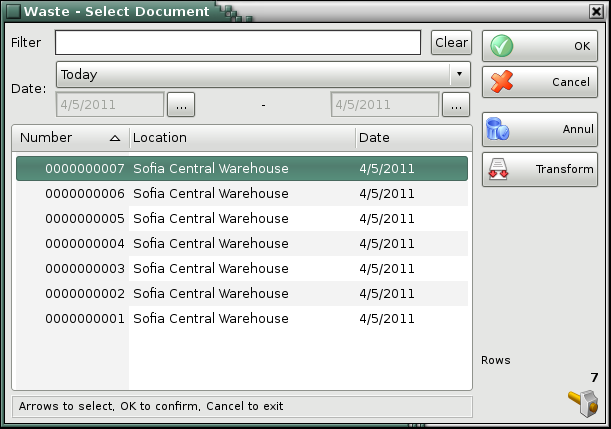 Waste - Select Document
Filter Clear OK
Date: Today Cancel
4/5/2011 ... - 4/5/2011 ...
Number Location Date Annul
0000000007 Sofia Central Warehouse 4/5/2011 Transform
0000000006 Sofia Central Warehouse 4/5/2011
0000000005 Sofia Central Warehouse 4/5/2011
0000000004 Sofia Central Warehouse 4/5/2011
0000000003 Sofia Central Warehouse 4/5/2011
0000000002 Sofia Central Warehouse 4/5/2011
0000000001 Sofia Central Warehouse 4/5/2011
Rows
7
Arrows to select, OK to confirm, Cancel to exit